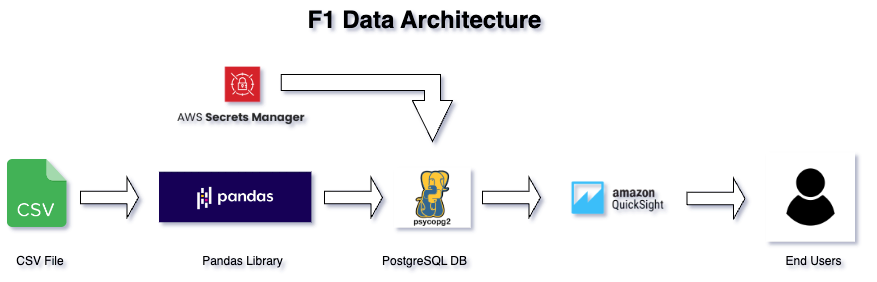 F1 Data Architecture
AWS Secrets Manager
CSV
pandas
psycopg2
amazon
QuickSight
CSV File
Pandas Library
PostgreSQL DB
End Users